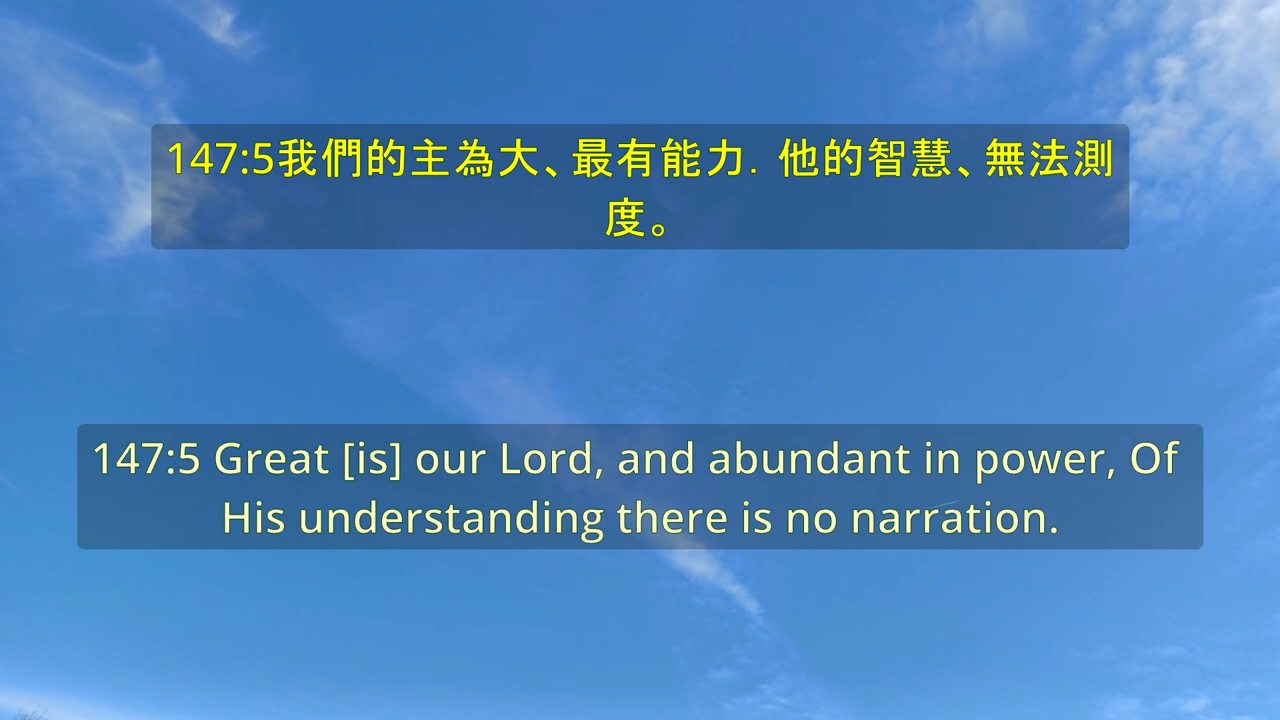 147:5我們的主為大、最有能力．他的智慧、無法測
度。
147:5 Great [is] our Lord, and abundant in power, Of
His understanding there is no narration.